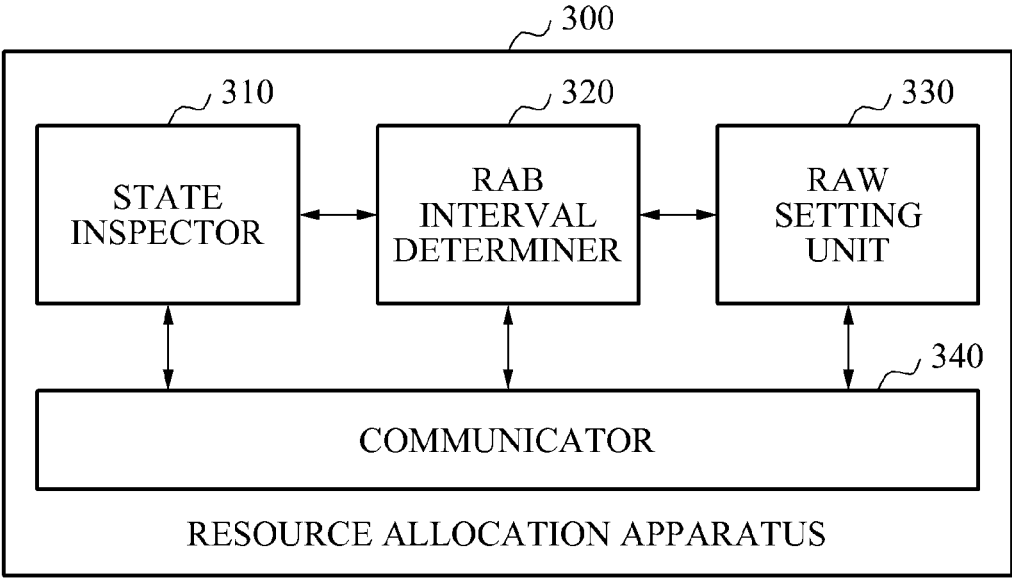 300
310
320
330
STATE
INSPECTOR
RAB
INTERVAL
DETERMINER
RAW
SETTING
UNIT
340
COMMUNICATOR
RESOURCE ALLOCATION APPARATUS